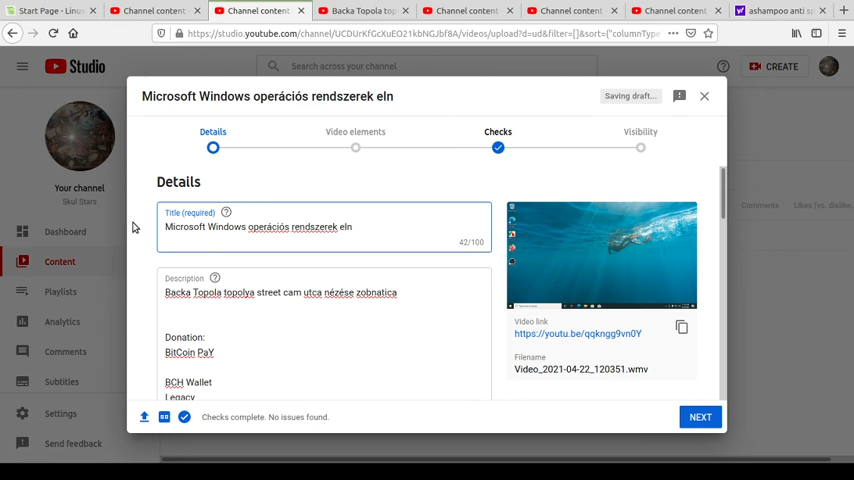 Start Page - Linu
Channel content
Channel content
Backa Topola top
Channel content
Channel content
Channel content
ashampoo anti s
https://studio.youtube.com/channel/UCDUrKfGcXuEO21kbNGJbf8A/videos/upload?d=ud&filter=[]&sort={"columnType
Studio
Search across your channel
CREATE
Microsoft Windows operációs rendszerek eln
Saving draft...
Details
Video elements
Checks
Visibility
Your channel
Skul Stars
Dashboard
Content
Playlists
Analytics
Comments
Subtitles
Settings
Send feedback
Details
Title (required)
Microsoft Windows operációs rendszerek eln
42/100
Description
Backa Topola topolya street cam utca nézése zobnatica
Donation:
BitCoin PaY
BCH Wallet
Legacy
Video link
https://youtu.be/qqkngg9vn0Y
Filename
Video_2021-04-22_120351.wmv
Comments
Likes (vs. dislike
Checks complete. No issues found.
NEXT